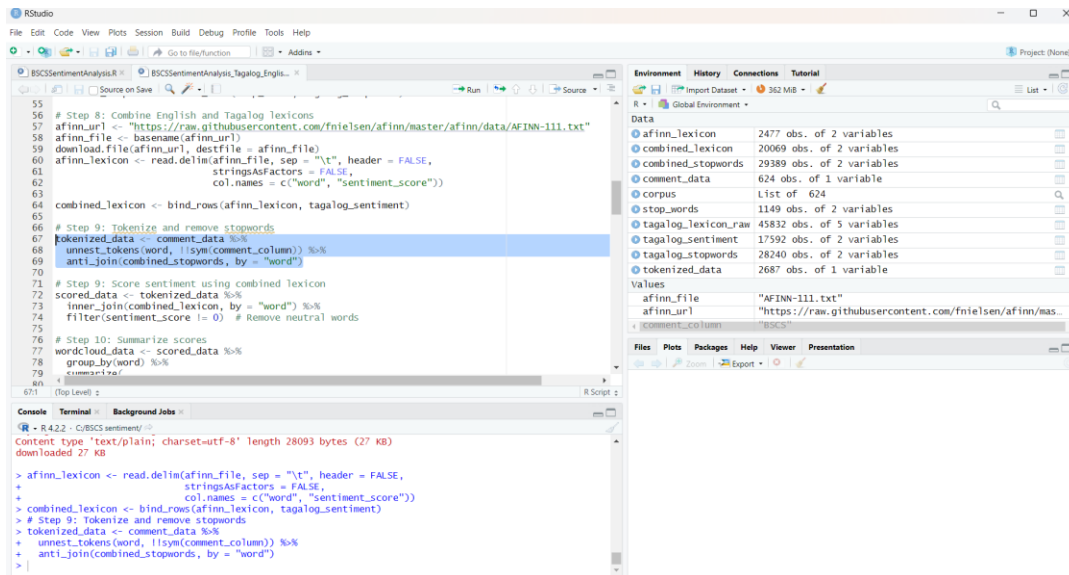 RStudio
File Edit Code View Plots Session Build Debug Profile Tools Help
Go to file/function
Addins
Project: (None)
BSCSSentimentAnalysis.R
BSCSSentimentAnalysis_Tagalog_Englis...
Source on Save
Run
Source
55
56 # Step 8: Combine English and Tagalog lexicons
57 afinn_url <- "https://raw.githubusercontent.com/fnielsen/afinn/master/afinn/data/AFINN-111.txt"
58 afinn_file <- basename(afinn_url)
59 download.file(afinn_url, destfile = afinn_file)
60 afinn_lexicon <- read.delim(afinn_file, sep = "\t", header = FALSE,
61 stringsAsFactors = FALSE,
62 col.names = c("word", "sentiment_score"))
63
64 combined_lexicon <- bind_rows(afinn_lexicon, tagalog_sentiment)
65
66 # Step 9: Tokenize and remove stopwords
67 tokenized_data <- comment_data %>%
68 unnest_tokens(word, !!sym(comment_column)) %>%
69 anti_join(combined_stopwords, by = "word")
70
71 # Step 9: Score sentiment using combined lexicon
72 scored_data <- tokenized_data %>%
73 inner_join(combined_lexicon, by = "word") %>%
74 filter(sentiment_score != 0) # Remove neutral words
75
76 # Step 10: Summarize scores
77 wordcloud_data <- scored_data %>%
78 group_by(word) %>%
79 summarize(
80
67:1 (Top Level) R Script
Console Terminal Background Jobs
R 4.2.2 · C:/BSCS sentiment/
Content type 'text/plain; charset=utf-8' length 28093 bytes (27 KB)
downloaded 27 KB
> afinn_lexicon <- read.delim(afinn_file, sep = "\t", header = FALSE,
+ stringsAsFactors = FALSE,
+ col.names = c("word", "sentiment_score"))
> combined_lexicon <- bind_rows(afinn_lexicon, tagalog_sentiment)
> # Step 9: Tokenize and remove stopwords
> tokenized_data <- comment_data %>%
+ unnest_tokens(word, !!sym(comment_column)) %>%
+ anti_join(combined_stopwords, by = "word")
>
Environment History Connections Tutorial
Import Dataset 362 MiB List
R Global Environment
Data
afinn_lexicon 2477 obs. of 2 variables
combined_lexicon 20069 obs. of 2 variables
combined_stopwords 29389 obs. of 2 variables
comment_data 624 obs. of 1 variable
corpus List of 624
stop_words 1149 obs. of 2 variables
tagalog_lexicon_raw 45832 obs. of 5 variables
tagalog_sentiment 17592 obs. of 2 variables
tagalog_stopwords 28240 obs. of 2 variables
tokenized_data 2687 obs. of 1 variable
Values
afinn_file "AFINN-111.txt"
afinn_url "https://raw.githubusercontent.com/fnielsen/afinn/mas...
comment_column "BSCS"
Files Plots Packages Help Viewer Presentation
Zoom Export